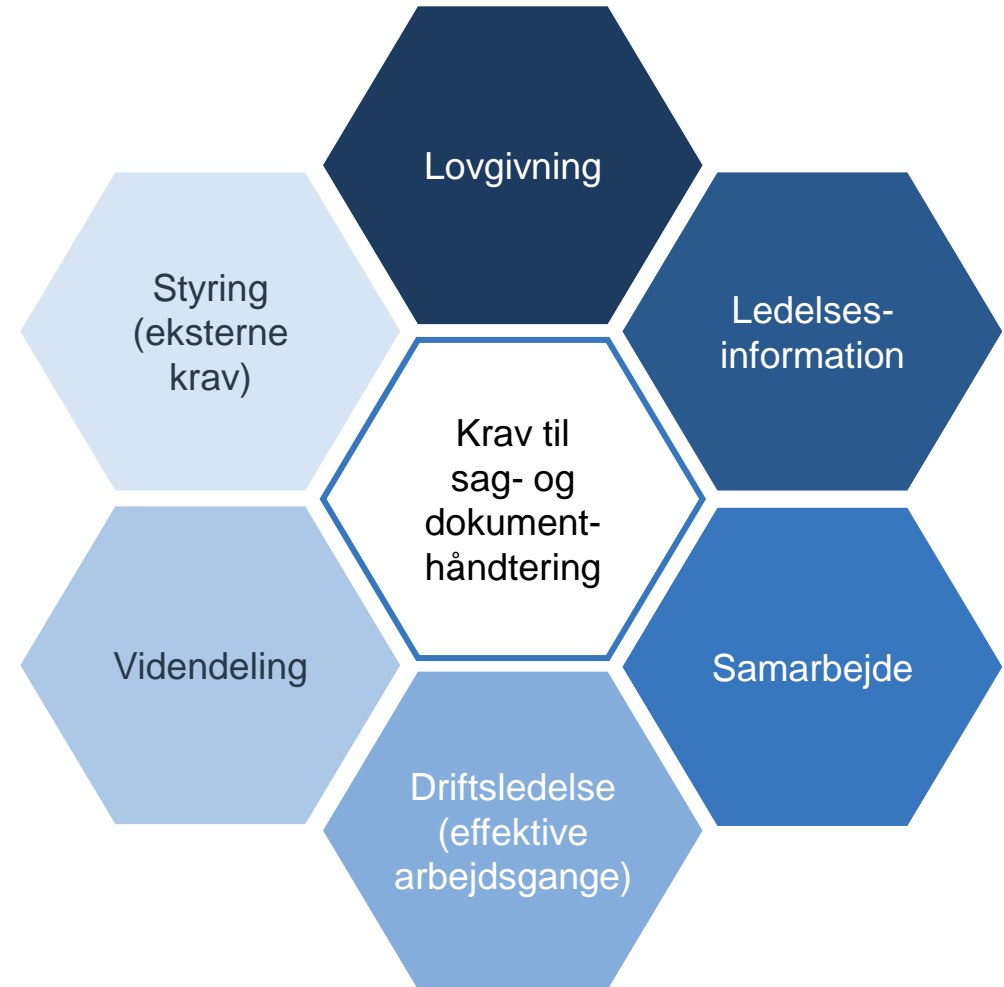 Lovgivning
Ledelses-
information
Samarbejde
Driftsledelse
(effektive
arbejdsgange)
Videndeling
Styring
(eksterne
krav)
Krav til
sag- og
dokument-
håndtering